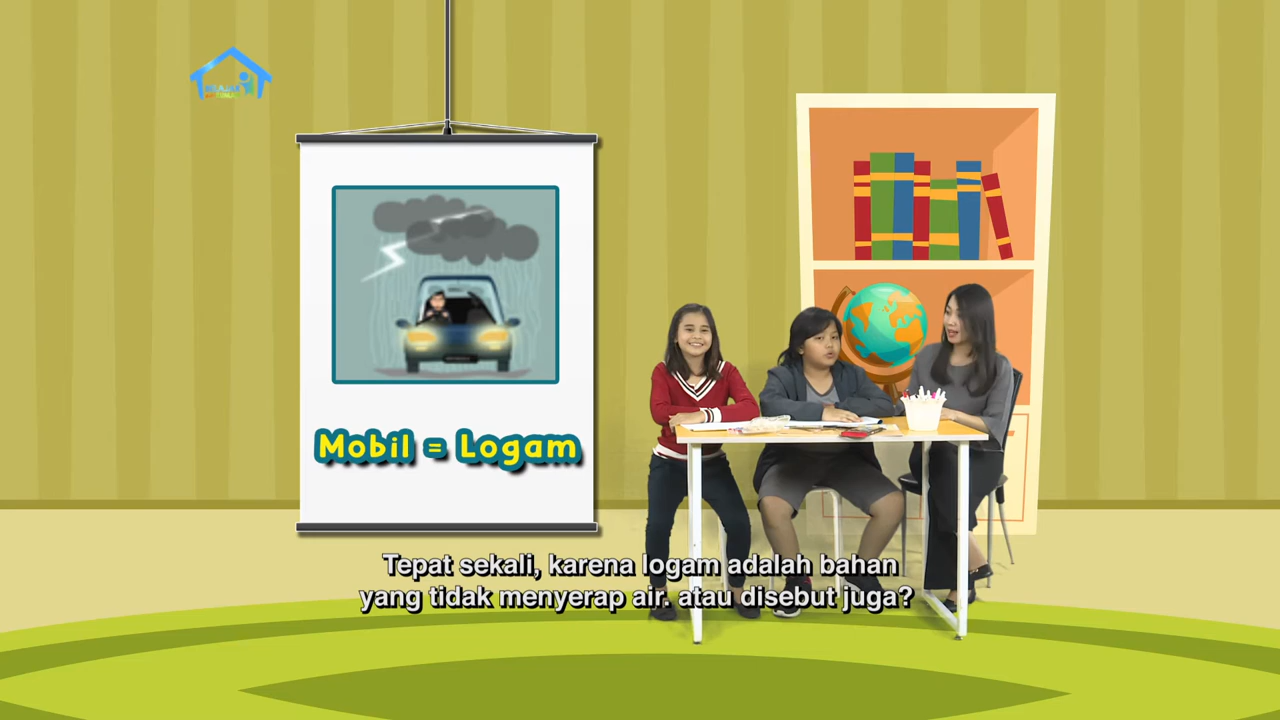 Mobil = Logam
Tepat sekali, karena logam adalah bahan
yang tidak menyerap air. atau disebut juga?